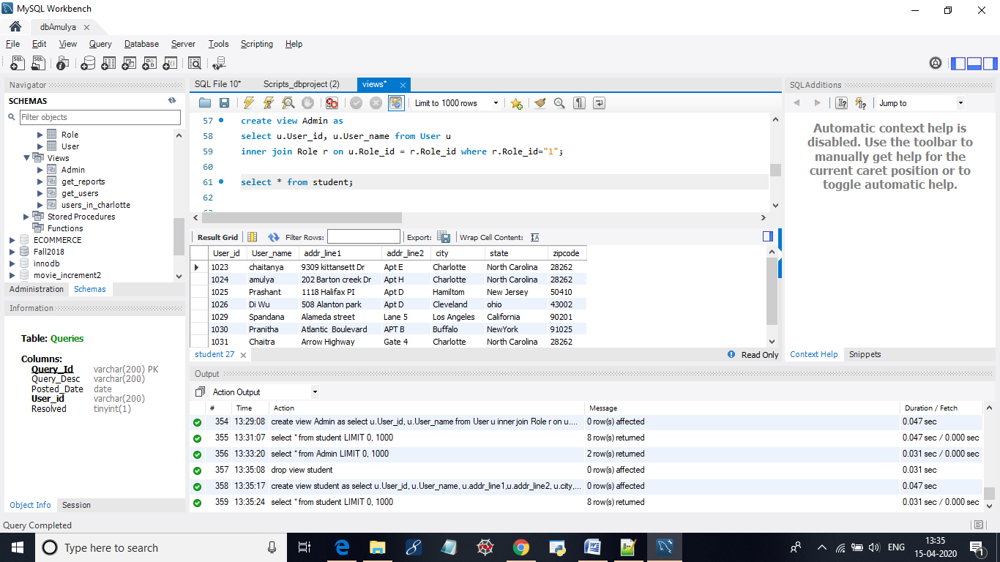 MySQL Workbench
dbAmulya
File Edit View Query Database Server Tools Scripting Help
Navigator
SCHEMAS
Filter objects
Role
User
Views
Admin
get_reports
get_users
users_in_charlotte
Stored Procedures
Functions
ECOMMERCE
Fall2018
innodb
movie_increment2
Administration Schemas
Information
Table: Queries
Columns:
Query_Id varchar(200) PK
Query_Desc varchar(200)
Posted_Date date
User_id varchar(200)
Resolved tinyint(1)
Object Info Session
SQL File 10* Scripts_dbproject (2) views*
Limit to 1000 rows
57 create view Admin as
58 select u.User_id, u.User_name from User u
59 inner join Role r on u.Role_id = r.Role_id where r.Role_id="1";
60
61 select * from student;
62
Result Grid Filter Rows: Export: Wrap Cell Content:
User_id User_name addr_line1 addr_line2 city state zipcode
1023 chaitanya 9309 kittansett Dr Apt E Charlotte North Carolina 28262
1024 amulya 202 Barton creek Dr Apt H Charlotte North Carolina 28262
1025 Prashant 1118 Halifax Pl Apt D Hamiltom New Jersey 50410
1026 Di Wu 508 Alanton park Apt D Cleveland ohio 43002
1029 Spandana Alameda street Lane 5 Los Angeles California 90201
1030 Pranitha Atlantic Boulevard APT B Buffalo NewYork 91025
1031 Chaitra Arrow Highway Gate 4 Charlotte North Carolina 28262
student 27
Read Only
SQLAdditions
Jump to
Automatic context help is
disabled. Use the toolbar to
manually get help for the
current caret position or to
toggle automatic help.
Context Help Snippets
Output
Action Output
# Time Action Message Duration / Fetch
354 13:29:08 create view Admin as select u.User_id, u.User_name from User u inner join Role r on u.... 0 row(s) affected 0.047 sec
355 13:31:07 select * from student LIMIT 0, 1000 8 row(s) returned 0.047 sec / 0.000 sec
356 13:33:20 select * from Admin LIMIT 0, 1000 2 row(s) returned 0.031 sec / 0.000 sec
357 13:35:08 drop view student 0 row(s) affected 0.031 sec
358 13:35:17 create view student as select u.User_id, u.User_name, u.addr_line1,u.addr_line2, u.city,... 0 row(s) affected 0.047 sec
359 13:35:24 select * from student LIMIT 0, 1000 8 row(s) returned 0.031 sec / 0.000 sec
Query Completed
Type here to search
ENG
13:35
15-04-2020
1